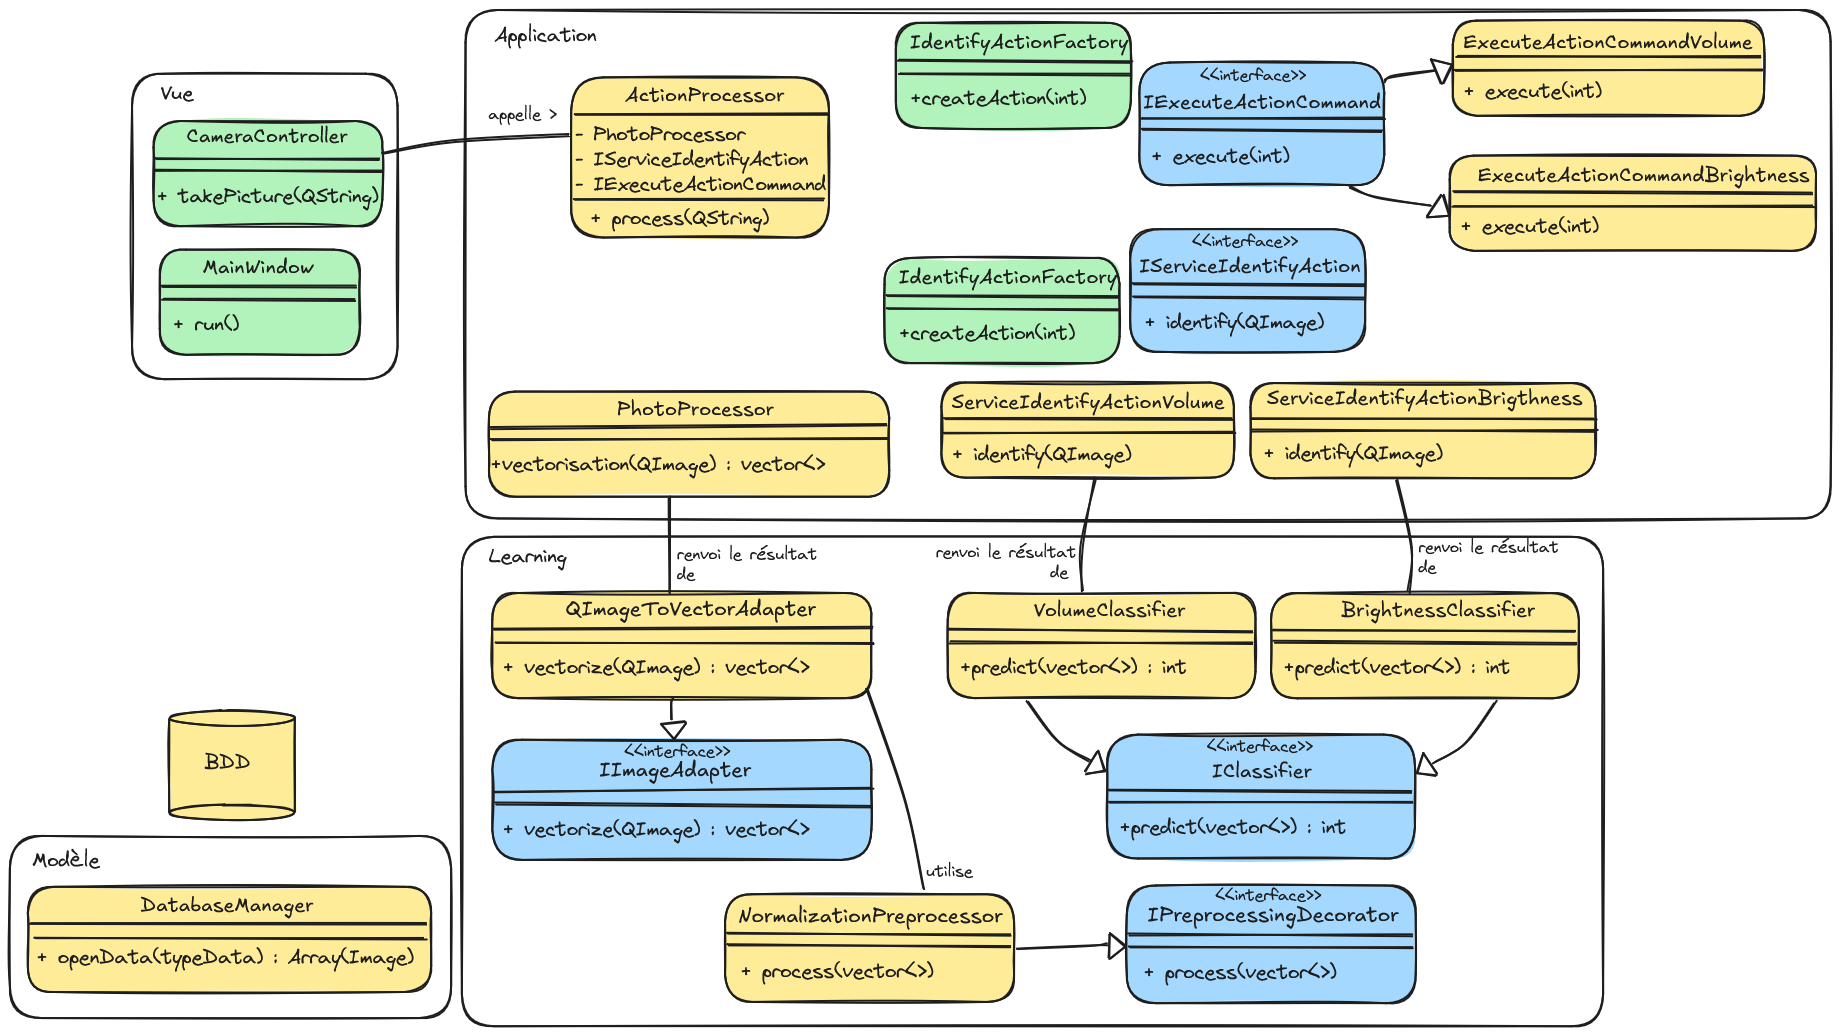 Application
Vue
CameraController
+ takePicture(QString)
MainWindow
+ run()
appelle >
ActionProcessor
- PhotoProcessor
- IServiceIdentifyAction
- IExecuteActionCommand
+ process(QString)
IdentifyActionFactory
+createAction(int)
<<interface>>
IExecuteActionCommand
+ execute(int)
ExecuteActionCommandVolume
+ execute(int)
ExecuteActionCommandBrightness
+ execute(int)
IdentifyActionFactory
+createAction(int)
<<interface>>
IServiceIdentifyAction
+ identify(QImage)
PhotoProcessor
+vectorisation(QImage) : vector<>
ServiceIdentifyActionVolume
+ identify(QImage)
ServiceIdentifyActionBrigthness
+ identify(QImage)
Learning
renvoi le résultat
de
renvoi le résultat
de
renvoi le résultat
de
QImageToVectorAdapter
+ vectorize(QImage) : vector<>
VolumeClassifier
+predict(vector<>) : int
BrightnessClassifier
+predict(vector<>) : int
<<interface>>
IImageAdapter
+ vectorize(QImage) : vector<>
<<interface>>
IClassifier
+predict(vector<>) : int
utilise
NormalizationPreprocessor
+ process(vector<>)
<<interface>>
IPreprocessingDecorator
+ process(vector<>)
BDD
Modèle
DatabaseManager
+ openData(typeData) : Array(Image)